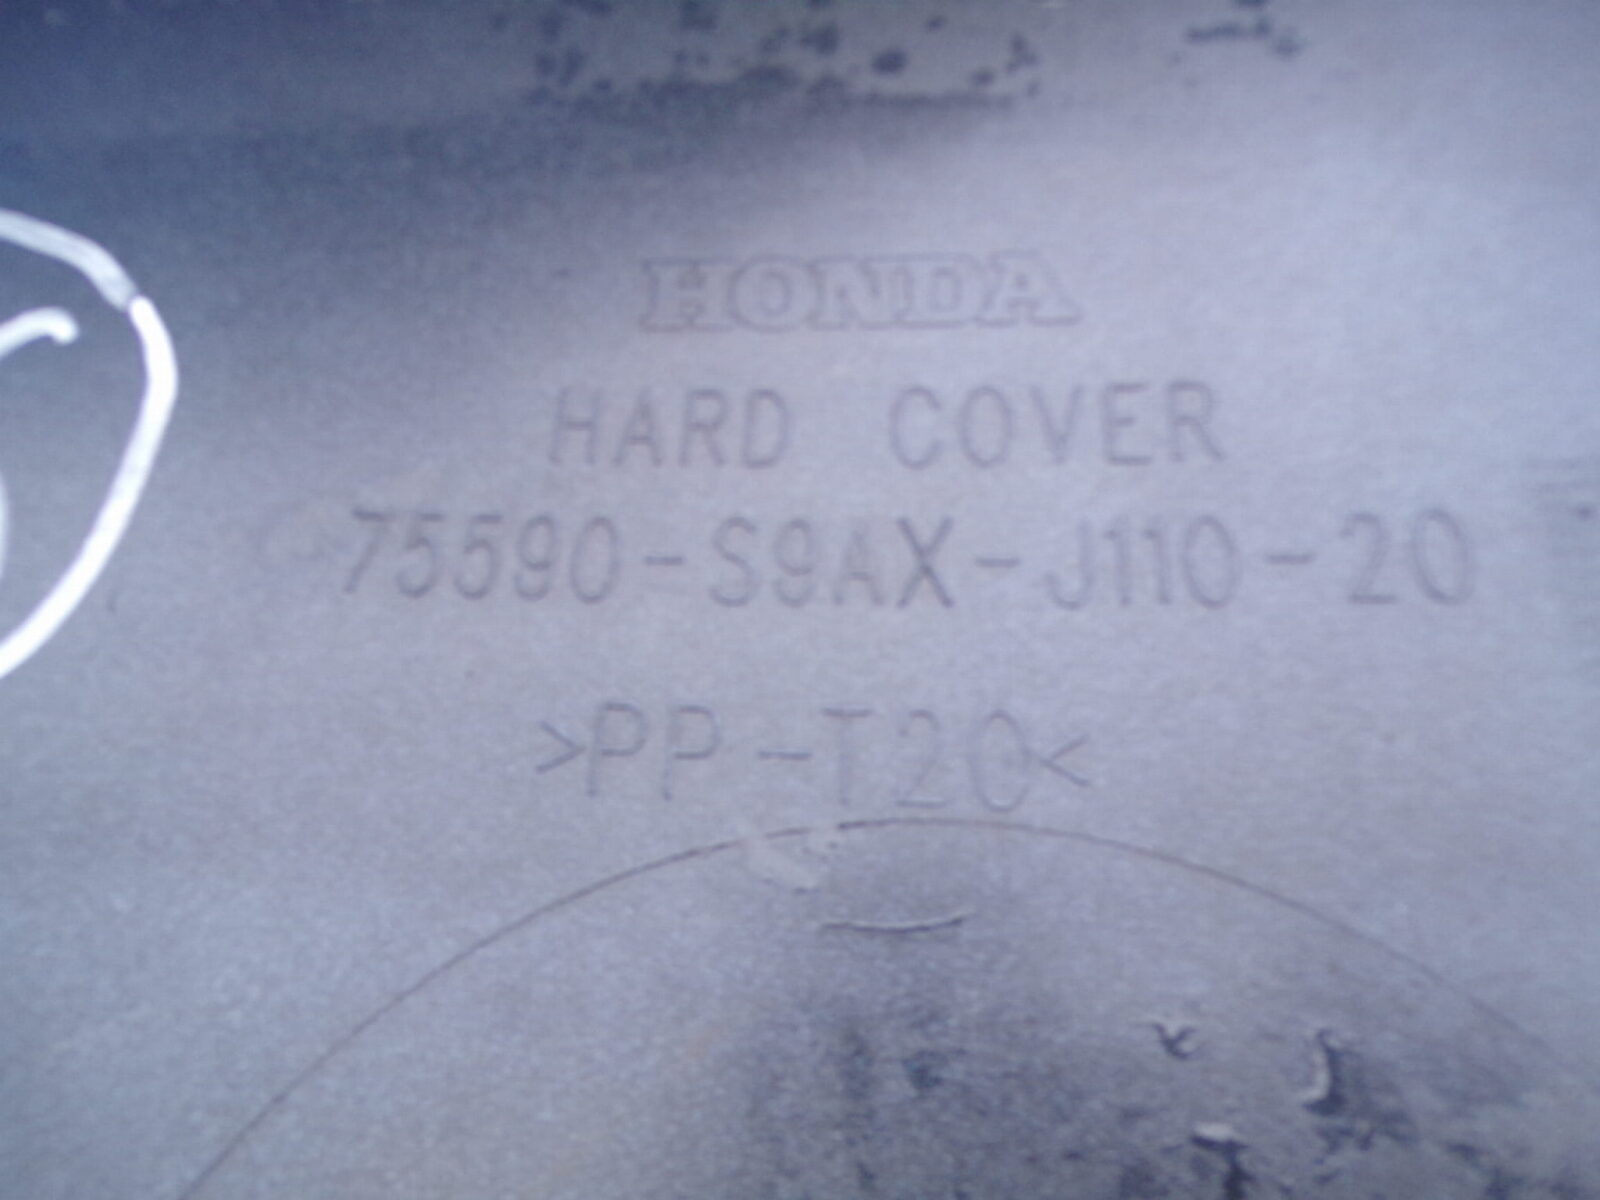 HONDA
HARD COVER
75590-S9AX-J110-20
>PP-T20<